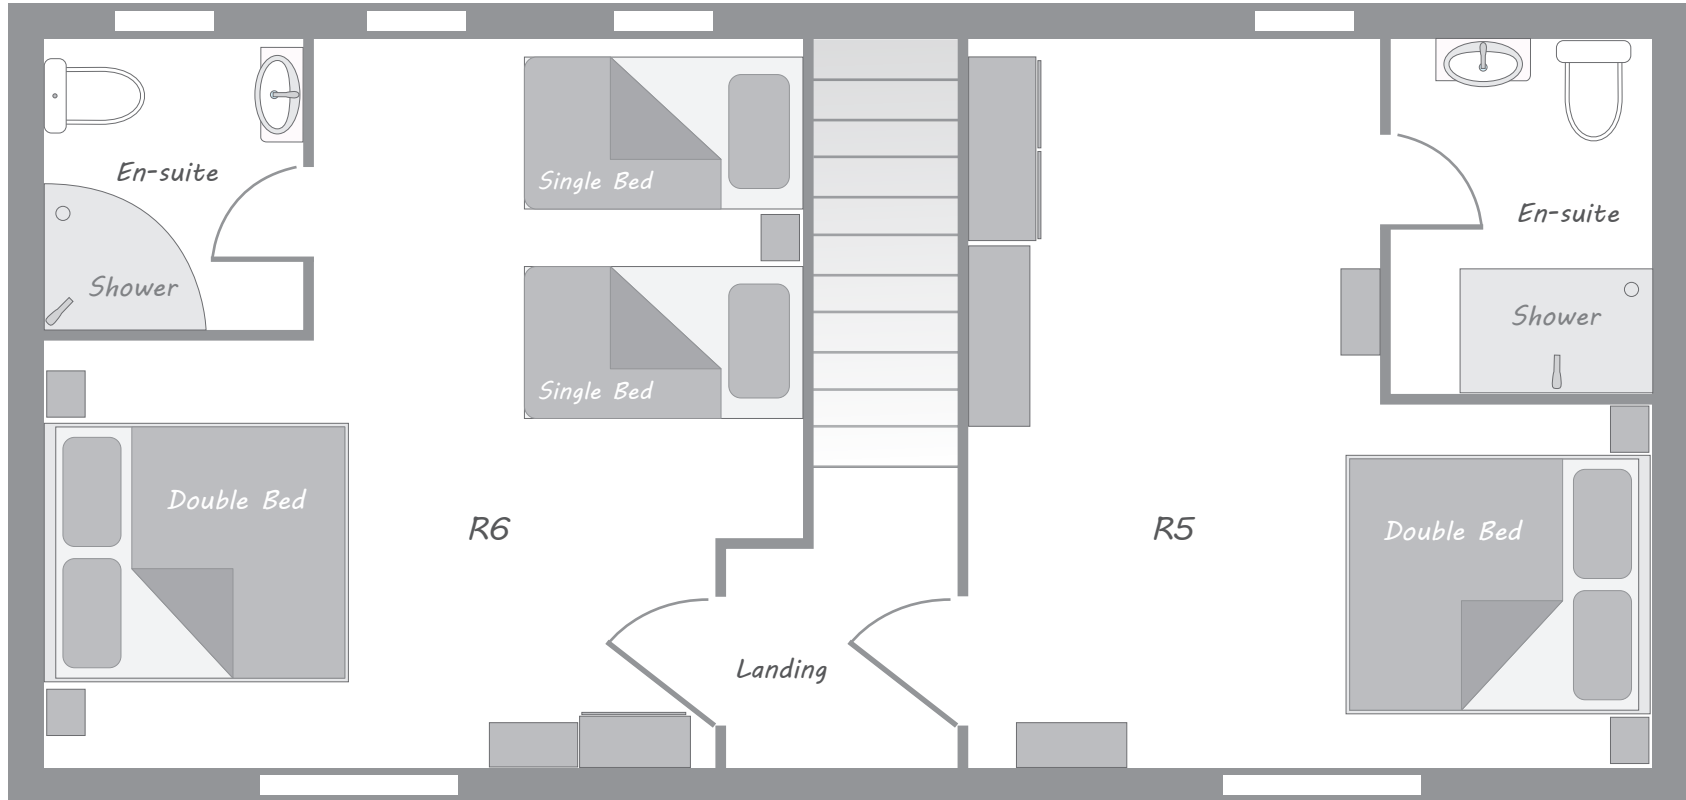 En-suite
Shower
Single Bed
Single Bed
En-suite
Shower
Double Bed
R6
R5
Double Bed
Landing